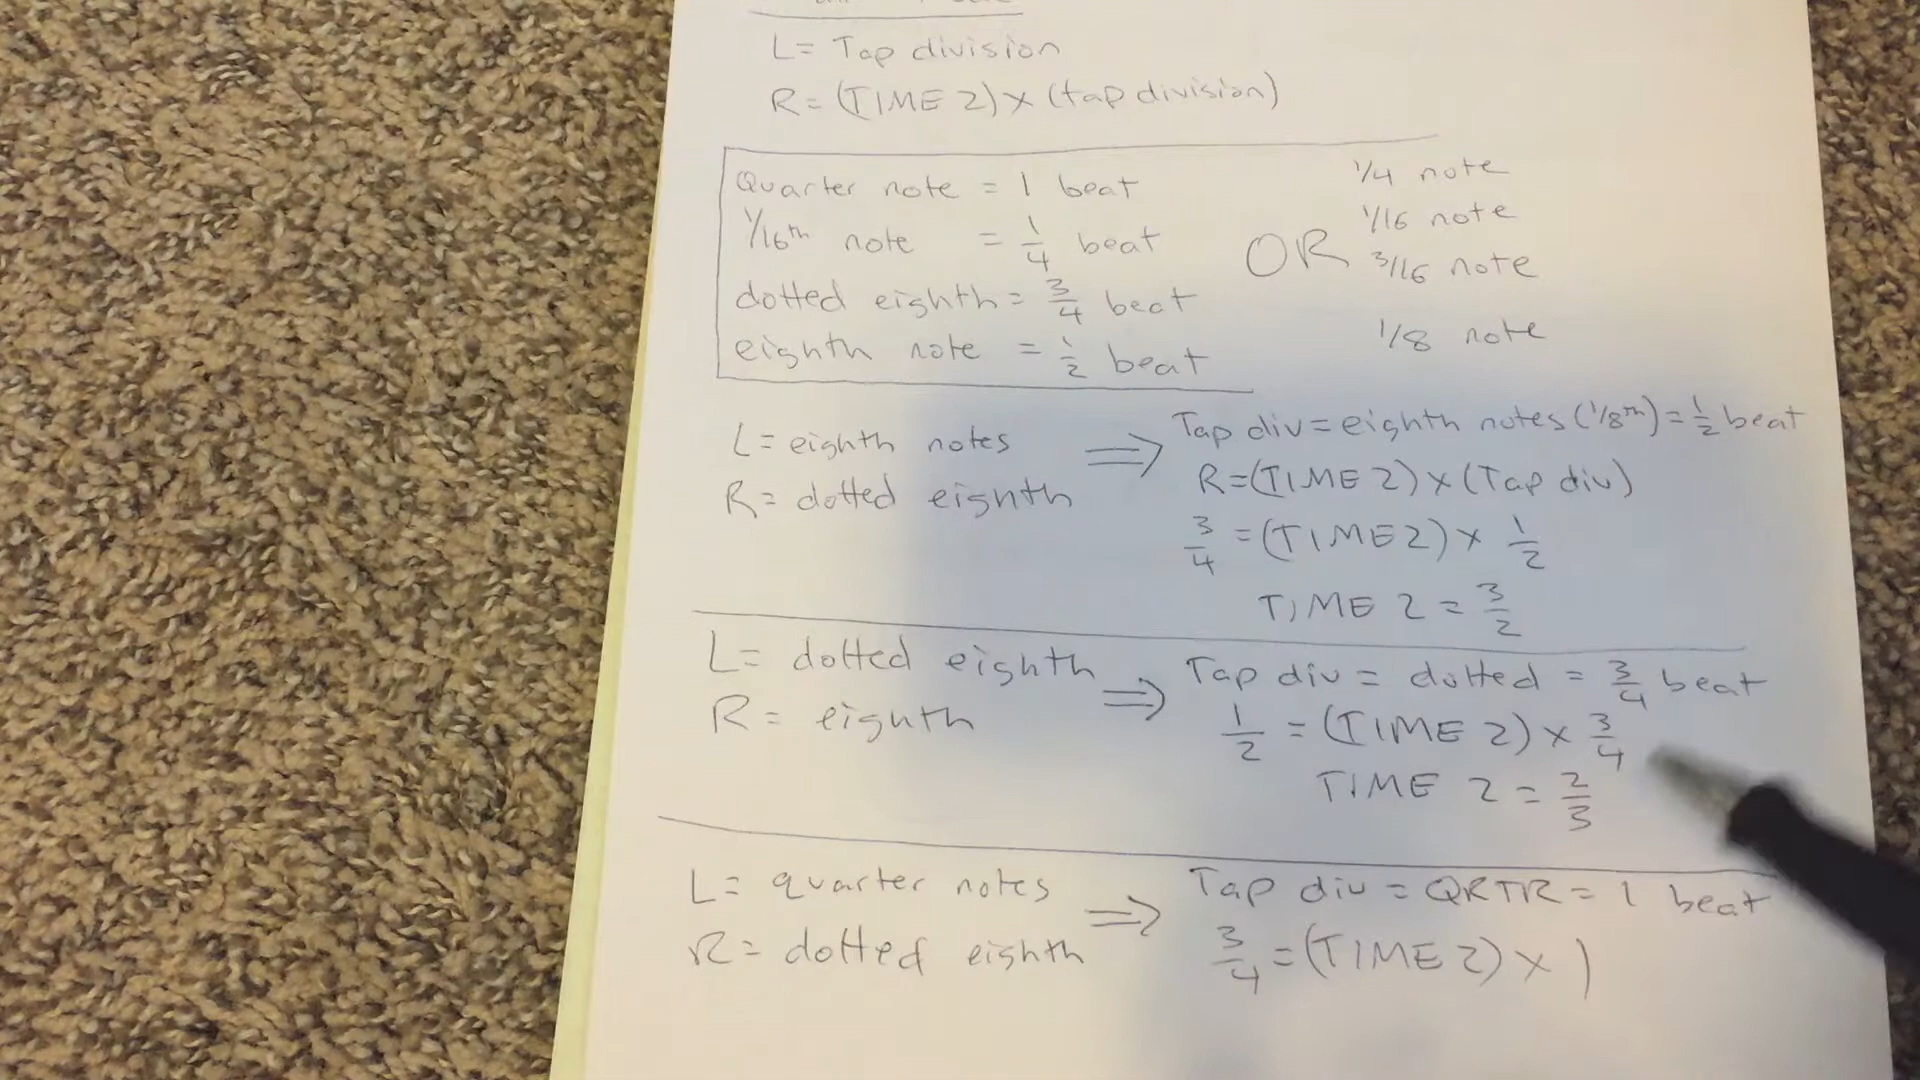 L= Tap division
R= (TIME 2) x (tap division)
Quarter note = 1 beat
1/16th note = 1/4 beat
dotted eighth = 3/4 beat
eighth note = 1/2 beat
OR
1/4 note
1/16 note
3/16 note
1/8 note
L= eighth notes
R= dotted eighth
⇒ Tap div = eighth notes (1/8th) = 1/2 beat
R=(TIME 2) x (Tap div)
3/4 = (TIME 2) x 1/2
TIME 2 = 3/2
L= dotted eighth
R= eighth
⇒ Tap div = dotted = 3/4 beat
1/2 = (TIME 2) x 3/4
TIME 2 = 2/3
L= quarter notes
R= dotted eighth
⇒ Tap div = QRTR = 1 beat
3/4 = (TIME 2) x 1